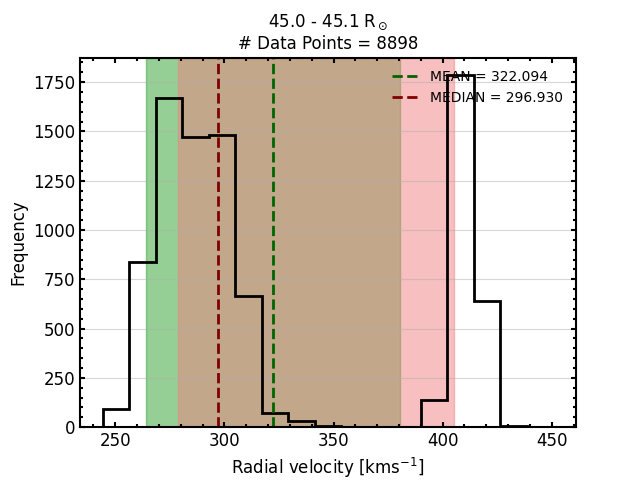 45.0 - 45.1 R⊙
# Data Points = 8898
MEAN = 322.094
MEDIAN = 296.930
Frequency
1750
1500
1250
1000
750
500
250
0
250 300 350 400 450
Radial velocity [kms⁻¹]